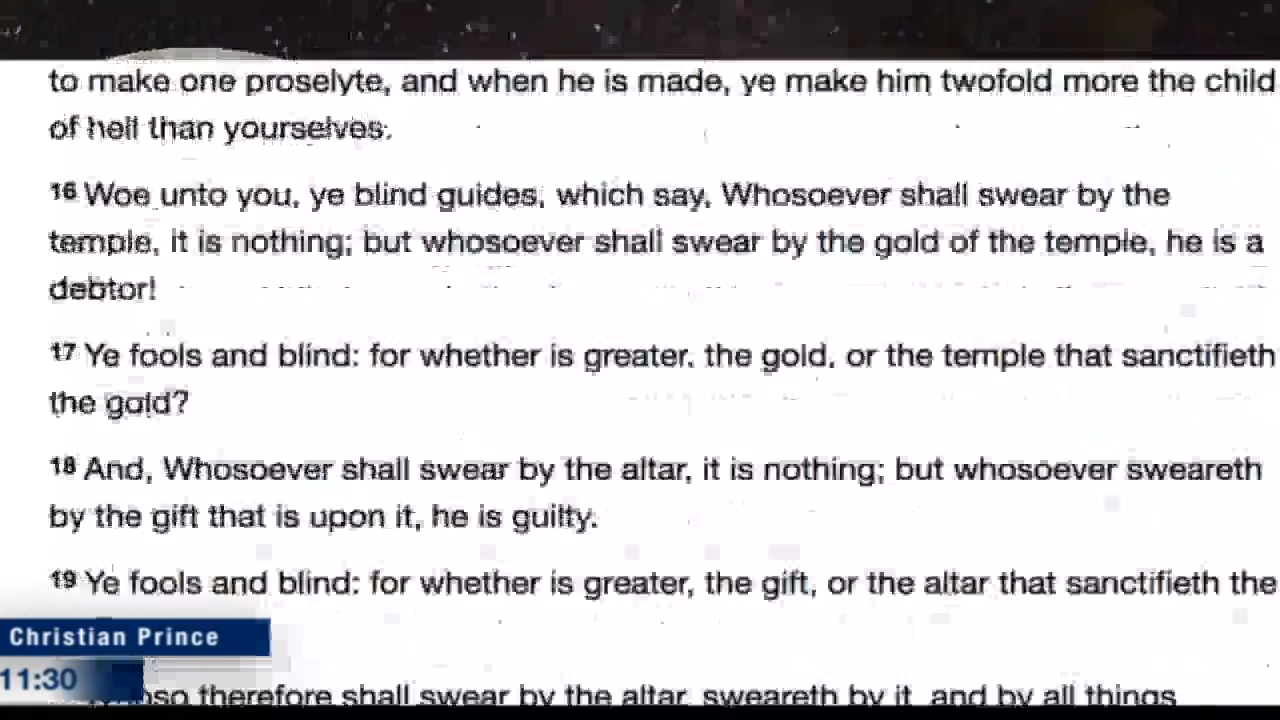 to make one proselyte, and when he is made, ye make him twofold more the child
of hell than yourselves.
16 Woe unto you, ye blind guides, which say, Whosoever shall swear by the
temple, it is nothing; but whosoever shall swear by the gold of the temple, he is a
debtor!
17 Ye fools and blind: for whether is greater, the gold, or the temple that sanctifieth
the gold?
18 And, Whosoever shall swear by the altar, it is nothing; but whosoever sweareth
by the gift that is upon it, he is guilty.
19 Ye fools and blind: for whether is greater, the gift, or the altar that sanctifieth the
Christian Prince
11:30
therefore shall swear by the altar, sweareth by it, and by all things